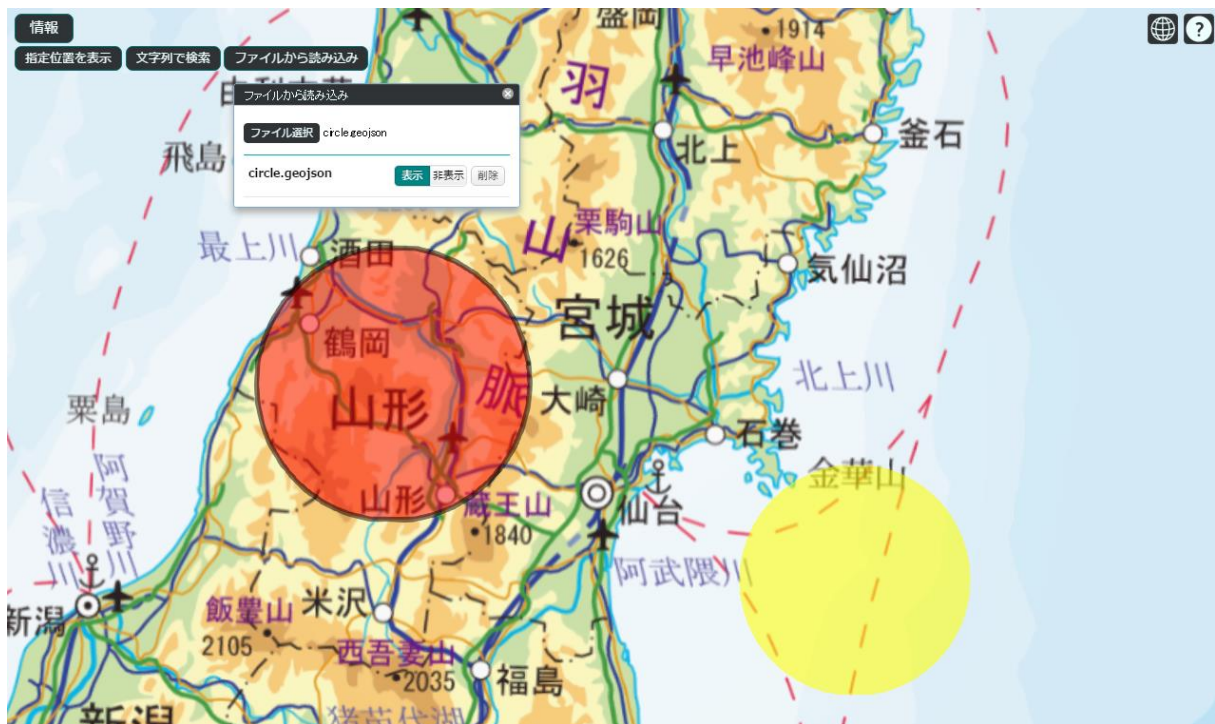 情報
指定位置を表示 文字列で検索 ファイルから読み込み
ファイルから読み込み
ファイル選択 circle.geojson
circle.geojson 表示 非表示 削除
?
盛岡
1914
早池峰山
羽
北上
釜石
飛島
栗駒山
山
1626
最上川
酒田
気仙沼
宮城
鶴岡
脈
北上川
山形
大崎
粟島
石巻
金華山
阿賀野川
信濃川
山形
蔵王山
仙台
1840
阿武隈川
新潟
飯豊山
米沢
2105
西吾妻山
2035
福島
新潟
猪苗代湖